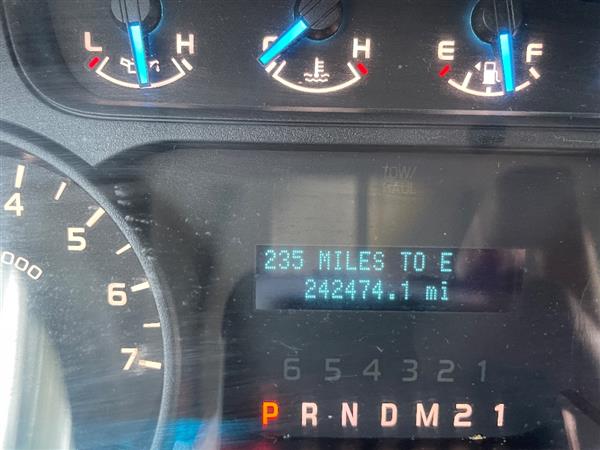 L H C H E F
TOW/
HAUL
4
5
6
7
000
235 MILES TO E
242474.1 mi
6 5 4 3 2 1
P R N D M 2 1